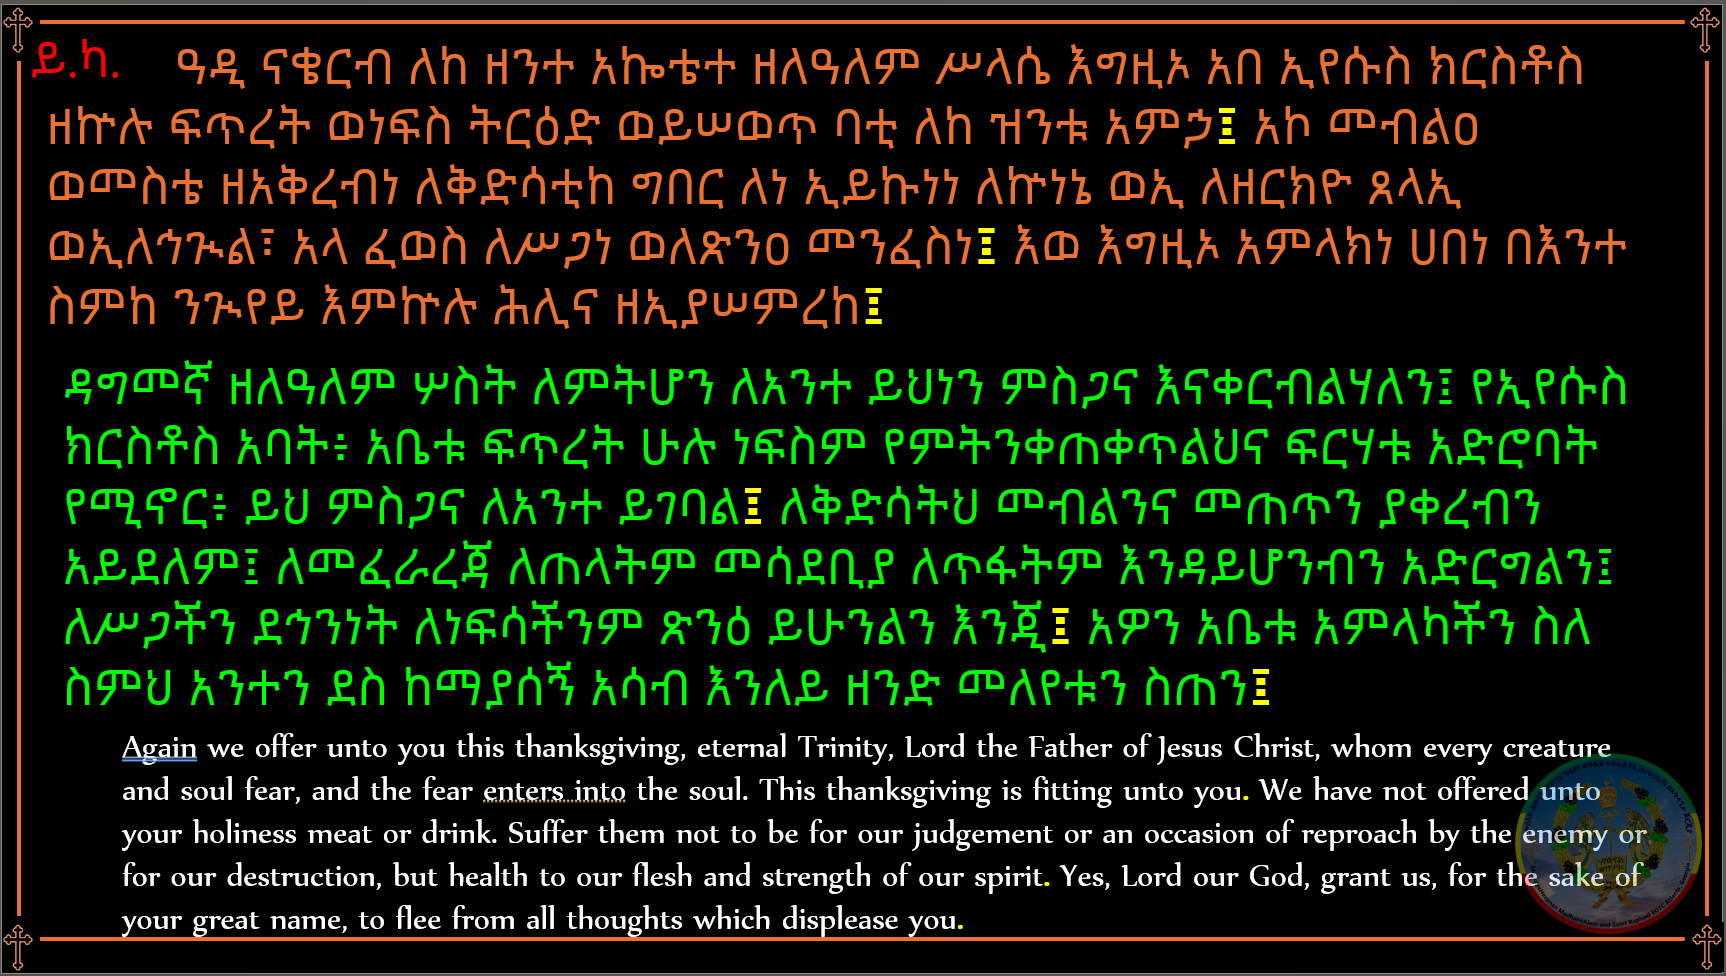 ይ.ካ. ዓዲ ናቄርብ ለከ ዘንተ አኰቴተ ዘለዓለም ሥላሴ እግዚኦ አበ ኢየሱስ ክርስቶስ
ዘኵሉ ፍጥረት ወነፍስ ትርዕድ ወይሠወጥ ባቲ ለከ ዝንቱ አምኃ፤ አኮ መብልዐ
ወመስቴ ዘአቅረብነ ለቅድሳቲከ ግበር ለነ ኢይኩነነ ለኵነኔ ወኢ ለዘርክዮ ጸላኢ
ወኢለኅጒል፣ አላ ፈወስ ለሥጋነ ወለጽንዐ መንፈስነ፤ እወ እግዚኦ አምላክነ ሀበነ በእንተ
ስምከ ንጒየይ እምኵሉ ሕሊና ዘኢያሠምረከ፤
ዳግመኛ ዘለዓለም ሦስት ለምትሆን ለአንተ ይህነን ምስጋና እናቀርብልሃለን፤ የኢየሱስ
ክርስቶስ አባት፥ አቤቱ ፍጥረት ሁሉ ነፍስም የምትንቀጠቀጥልህና ፍርሃቱ አድሮባት
የሚኖር፥ ይህ ምስጋና ለአንተ ይገባል፤ ለቅድሳትህ መብልንና መጠጥን ያቀረብን
አይደለም፤ ለመፈራረጃ ለጠላትም መሳደቢያ ለጥፋትም እንዳይሆንብን አድርግልን፤
ለሥጋችን ደኅንነት ለነፍሳችንም ጽንዕ ይሁንልን እንጂ፤ አዎን አቤቱ አምላካችን ስለ
ስምህ አንተን ደስ ከማያሰኝ አሳብ እንለይ ዘንድ መለየቱን ስጠን፤
Again we offer unto you this thanksgiving, eternal Trinity, Lord the Father of Jesus Christ, whom every creature
and soul fear, and the fear enters into the soul. This thanksgiving is fitting unto you. We have not offered unto
your holiness meat or drink. Suffer them not to be for our judgement or an occasion of reproach by the enemy or
for our destruction, but health to our flesh and strength of our spirit. Yes, Lord our God, grant us, for the sake of
your great name, to flee from all thoughts which displease you.